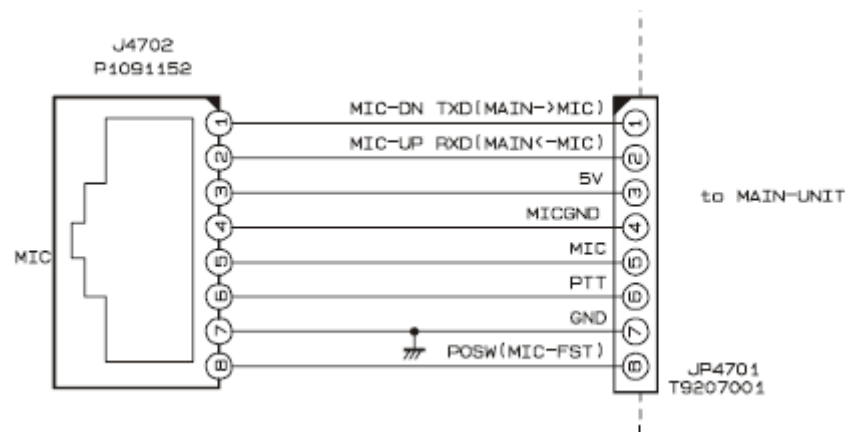 J4702
P1091152
MIC
1
2
3
4
5
6
7
8
MIC-DN TXD(MAIN->MIC)
MIC-UP RXD(MAIN<-MIC)
5V
MICGND
MIC
PTT
GND
POSW(MIC-FST)
1
2
3
4
5
6
7
8
to MAIN-UNIT
JP4701
T9207001